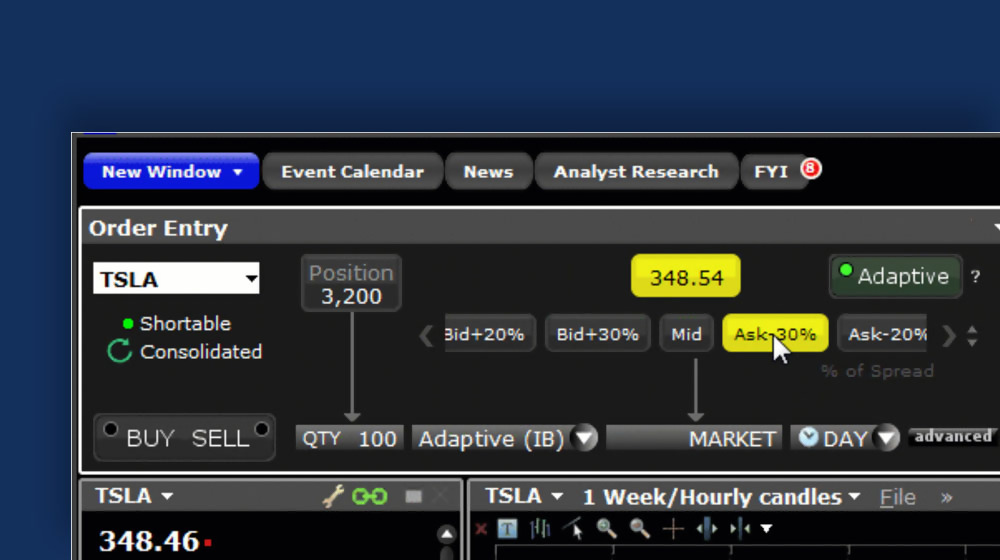 New Window Event Calendar News Analyst Research FYI 8
Order Entry
TSLA Position 348.54 Adaptive ?
3,200
Shortable Bid+20% Bid+30% Mid Ask-30% Ask-20%
Consolidated
% of Spread
BUY SELL QTY 100 Adaptive (IB) MARKET DAY advanced
TSLA TSLA 1 Week/Hourly candles File »
348.46 T